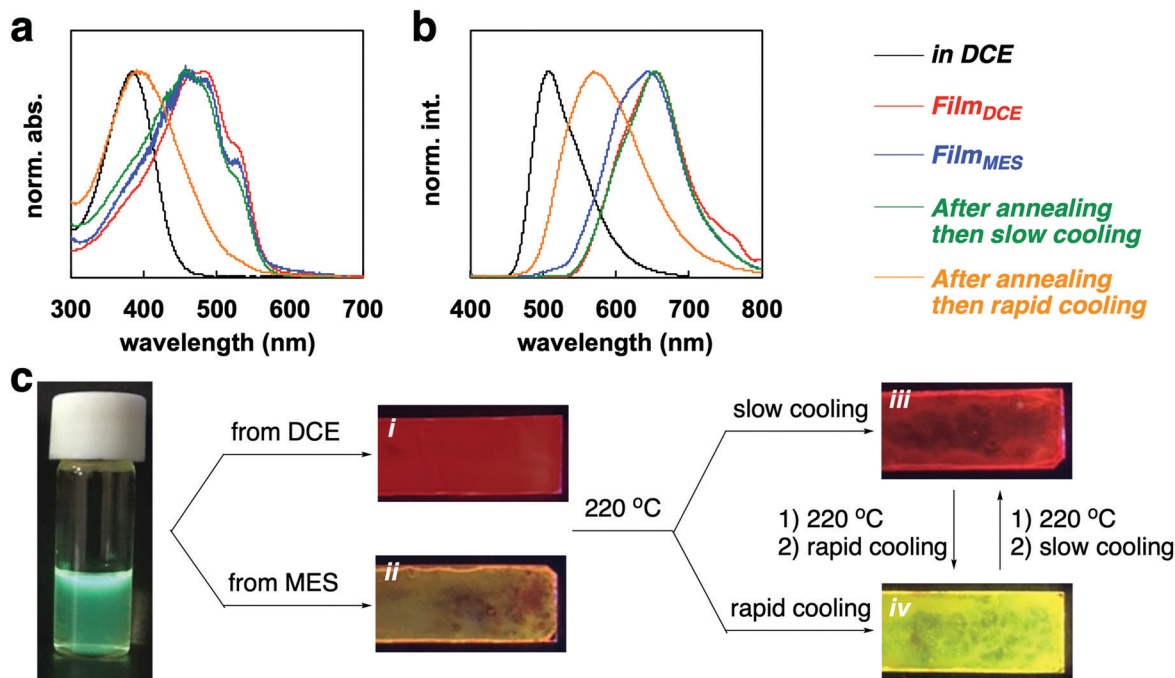 a
norm. abs.
300 400 500 600 700
wavelength (nm)
b
norm. int.
400 500 600 700 800
wavelength (nm)
in DCE
Film_DCE
Film_MES
After annealing
then slow cooling
After annealing
then rapid cooling
c
from DCE
from MES
i
ii
220 °C
slow cooling
rapid cooling
iii
1) 220 °C
2) rapid cooling
1) 220 °C
2) slow cooling
iv